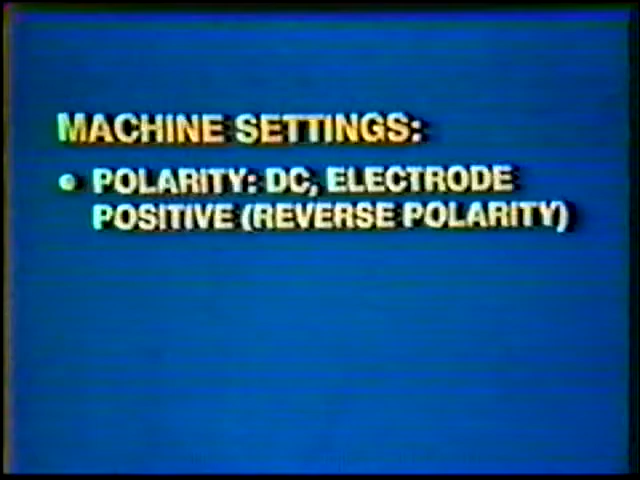 MACHINE SETTINGS:
• POLARITY: DC, ELECTRODE
POSITIVE (REVERSE POLARITY)